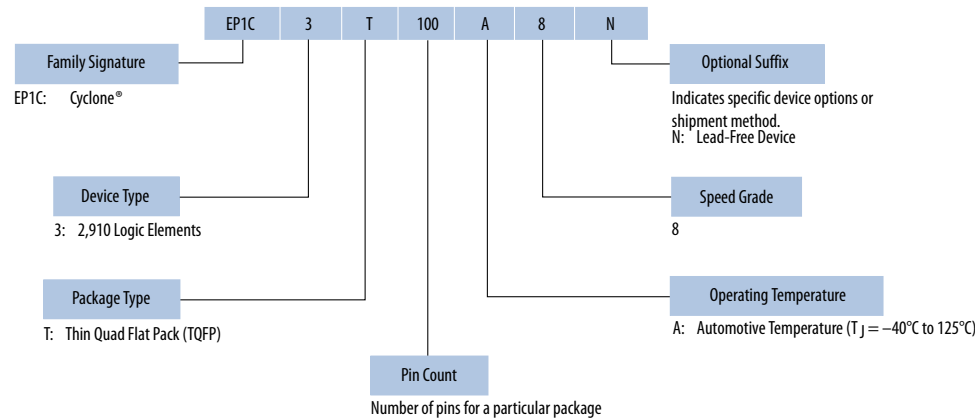 EP1C 3 T 100 A 8 N
Family Signature
EP1C: Cyclone®
Optional Suffix
Indicates specific device options or
shipment method.
N: Lead-Free Device
Device Type
3: 2,910 Logic Elements
Speed Grade
8
Package Type
T: Thin Quad Flat Pack (TQFP)
Operating Temperature
A: Automotive Temperature (T J = –40°C to 125°C)
Pin Count
Number of pins for a particular package